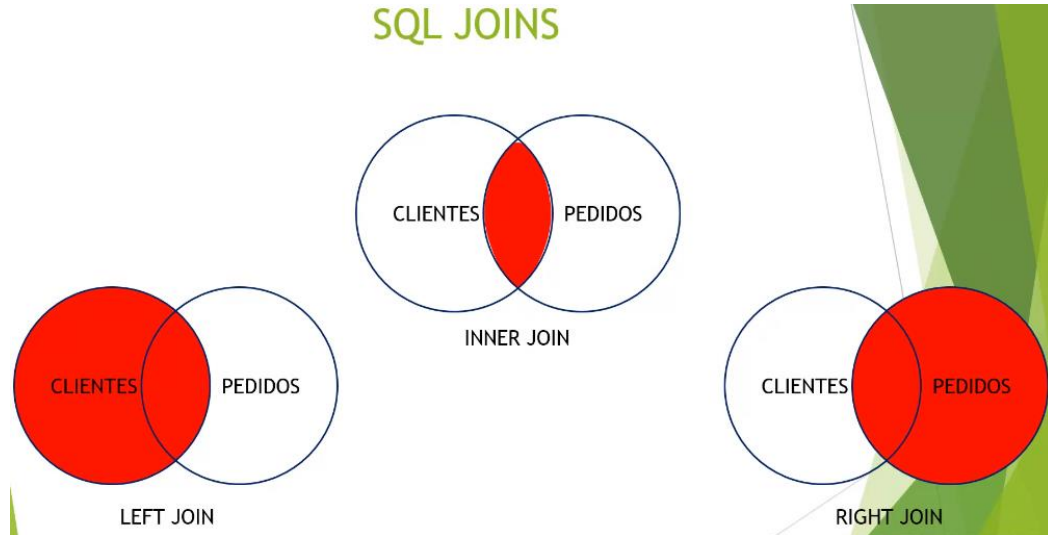 SQL JOINS
CLIENTES PEDIDOS
INNER JOIN
CLIENTES PEDIDOS
LEFT JOIN
CLIENTES PEDIDOS
RIGHT JOIN